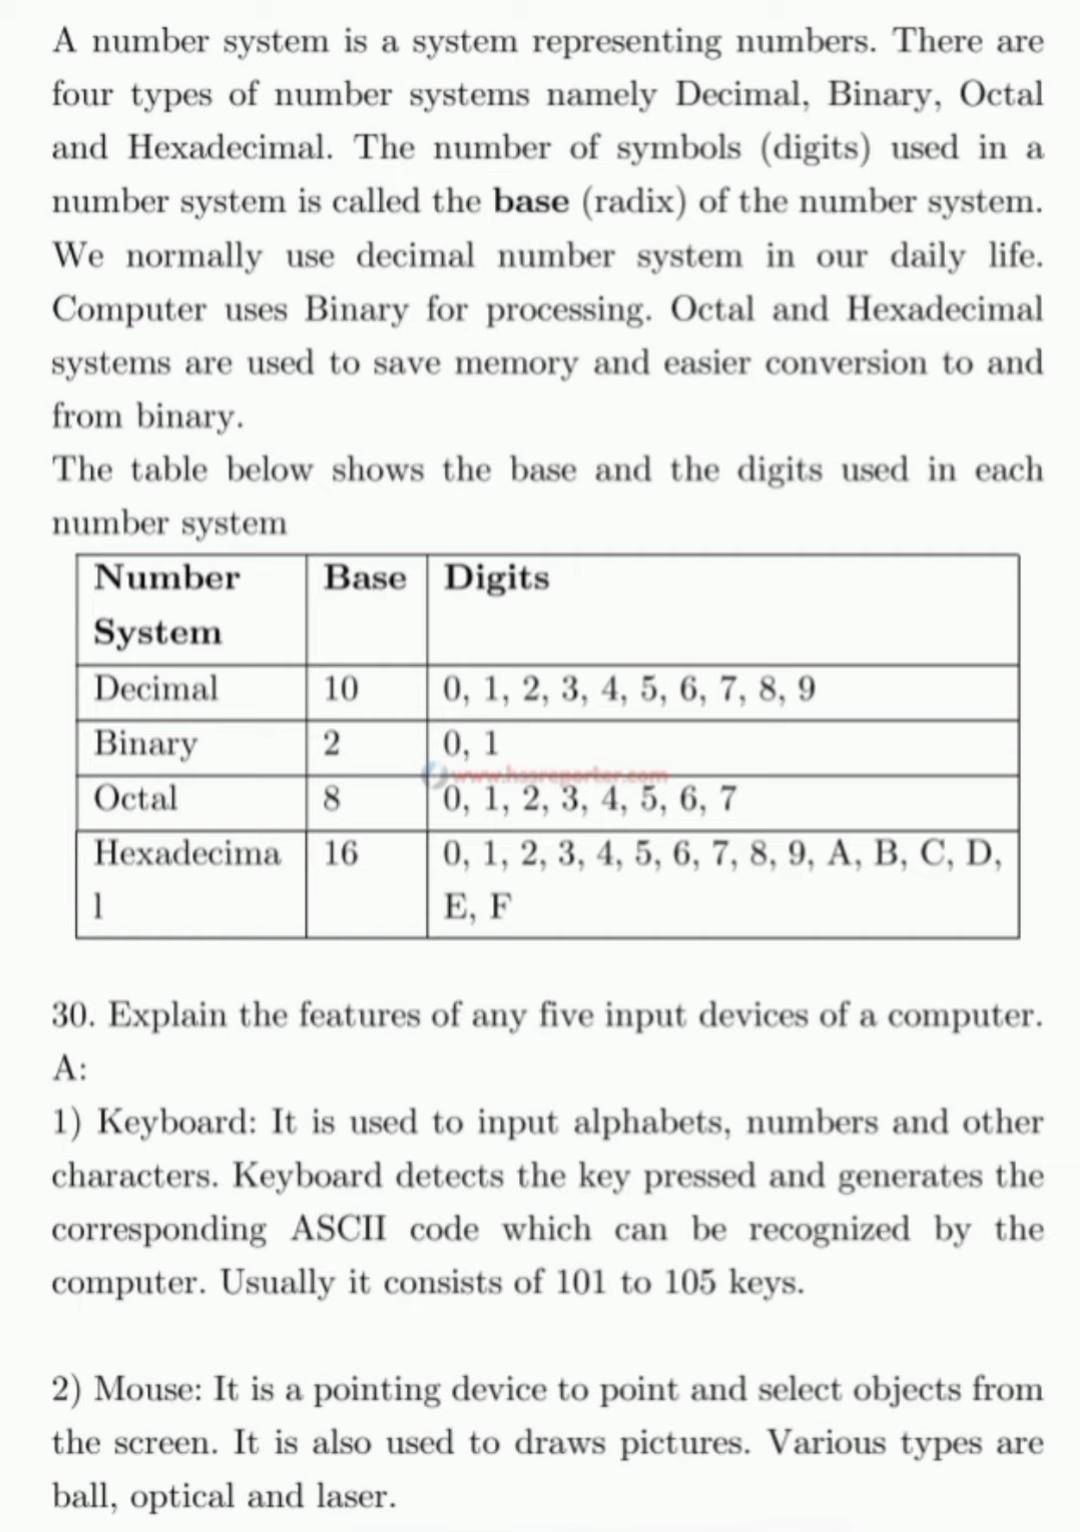 A number system is a system representing numbers. There are
four types of number systems namely Decimal, Binary, Octal
and Hexadecimal. The number of symbols (digits) used in a
number system is called the base (radix) of the number system.
We normally use decimal number system in our daily life.
Computer uses Binary for processing. Octal and Hexadecimal
systems are used to save memory and easier conversion to and
from binary.
The table below shows the base and the digits used in each
number system
Number System Base Digits
Decimal 10 0, 1, 2, 3, 4, 5, 6, 7, 8, 9
Binary 2 0, 1
www.hssreporter.com
Octal 8 0, 1, 2, 3, 4, 5, 6, 7
Hexadecima 16 0, 1, 2, 3, 4, 5, 6, 7, 8, 9, A, B, C, D,
l E, F
30. Explain the features of any five input devices of a computer.
A:
1) Keyboard: It is used to input alphabets, numbers and other
characters. Keyboard detects the key pressed and generates the
corresponding ASCII code which can be recognized by the
computer. Usually it consists of 101 to 105 keys.
2) Mouse: It is a pointing device to point and select objects from
the screen. It is also used to draws pictures. Various types are
ball, optical and laser.